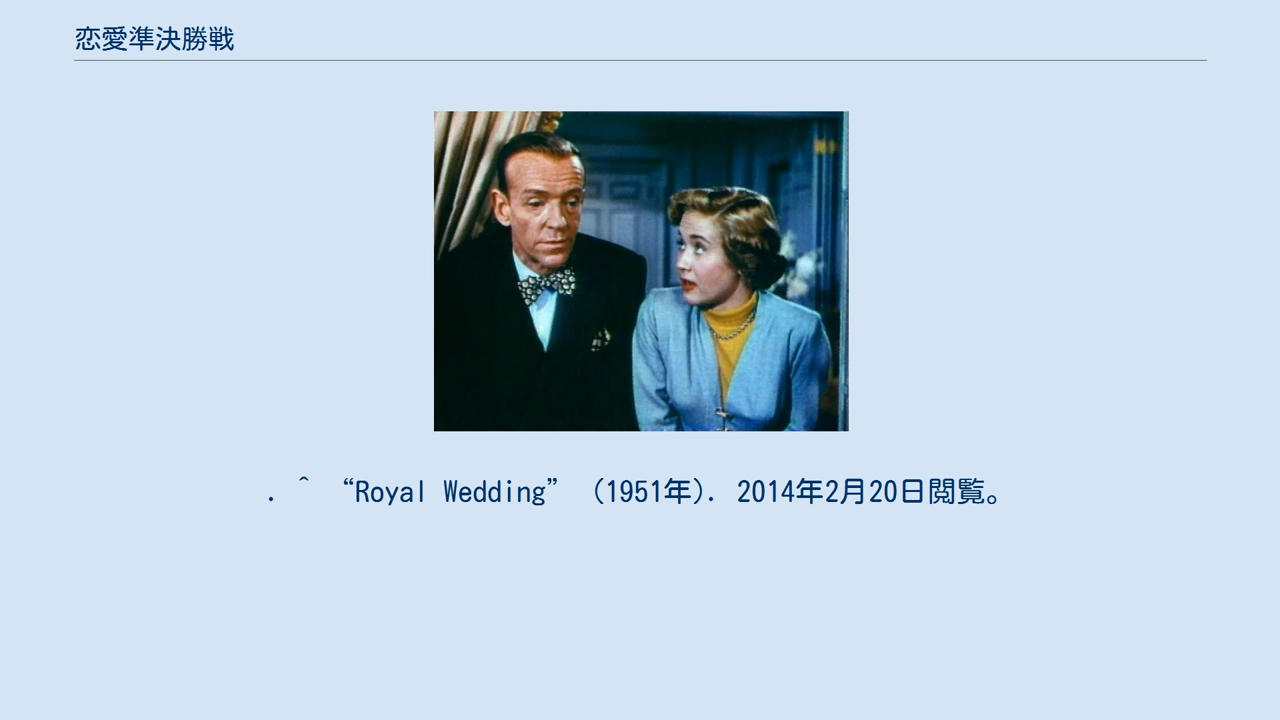 恋愛準決勝戦
. ^ “Royal Wedding” (1951年). 2014年2月20日閲覧。